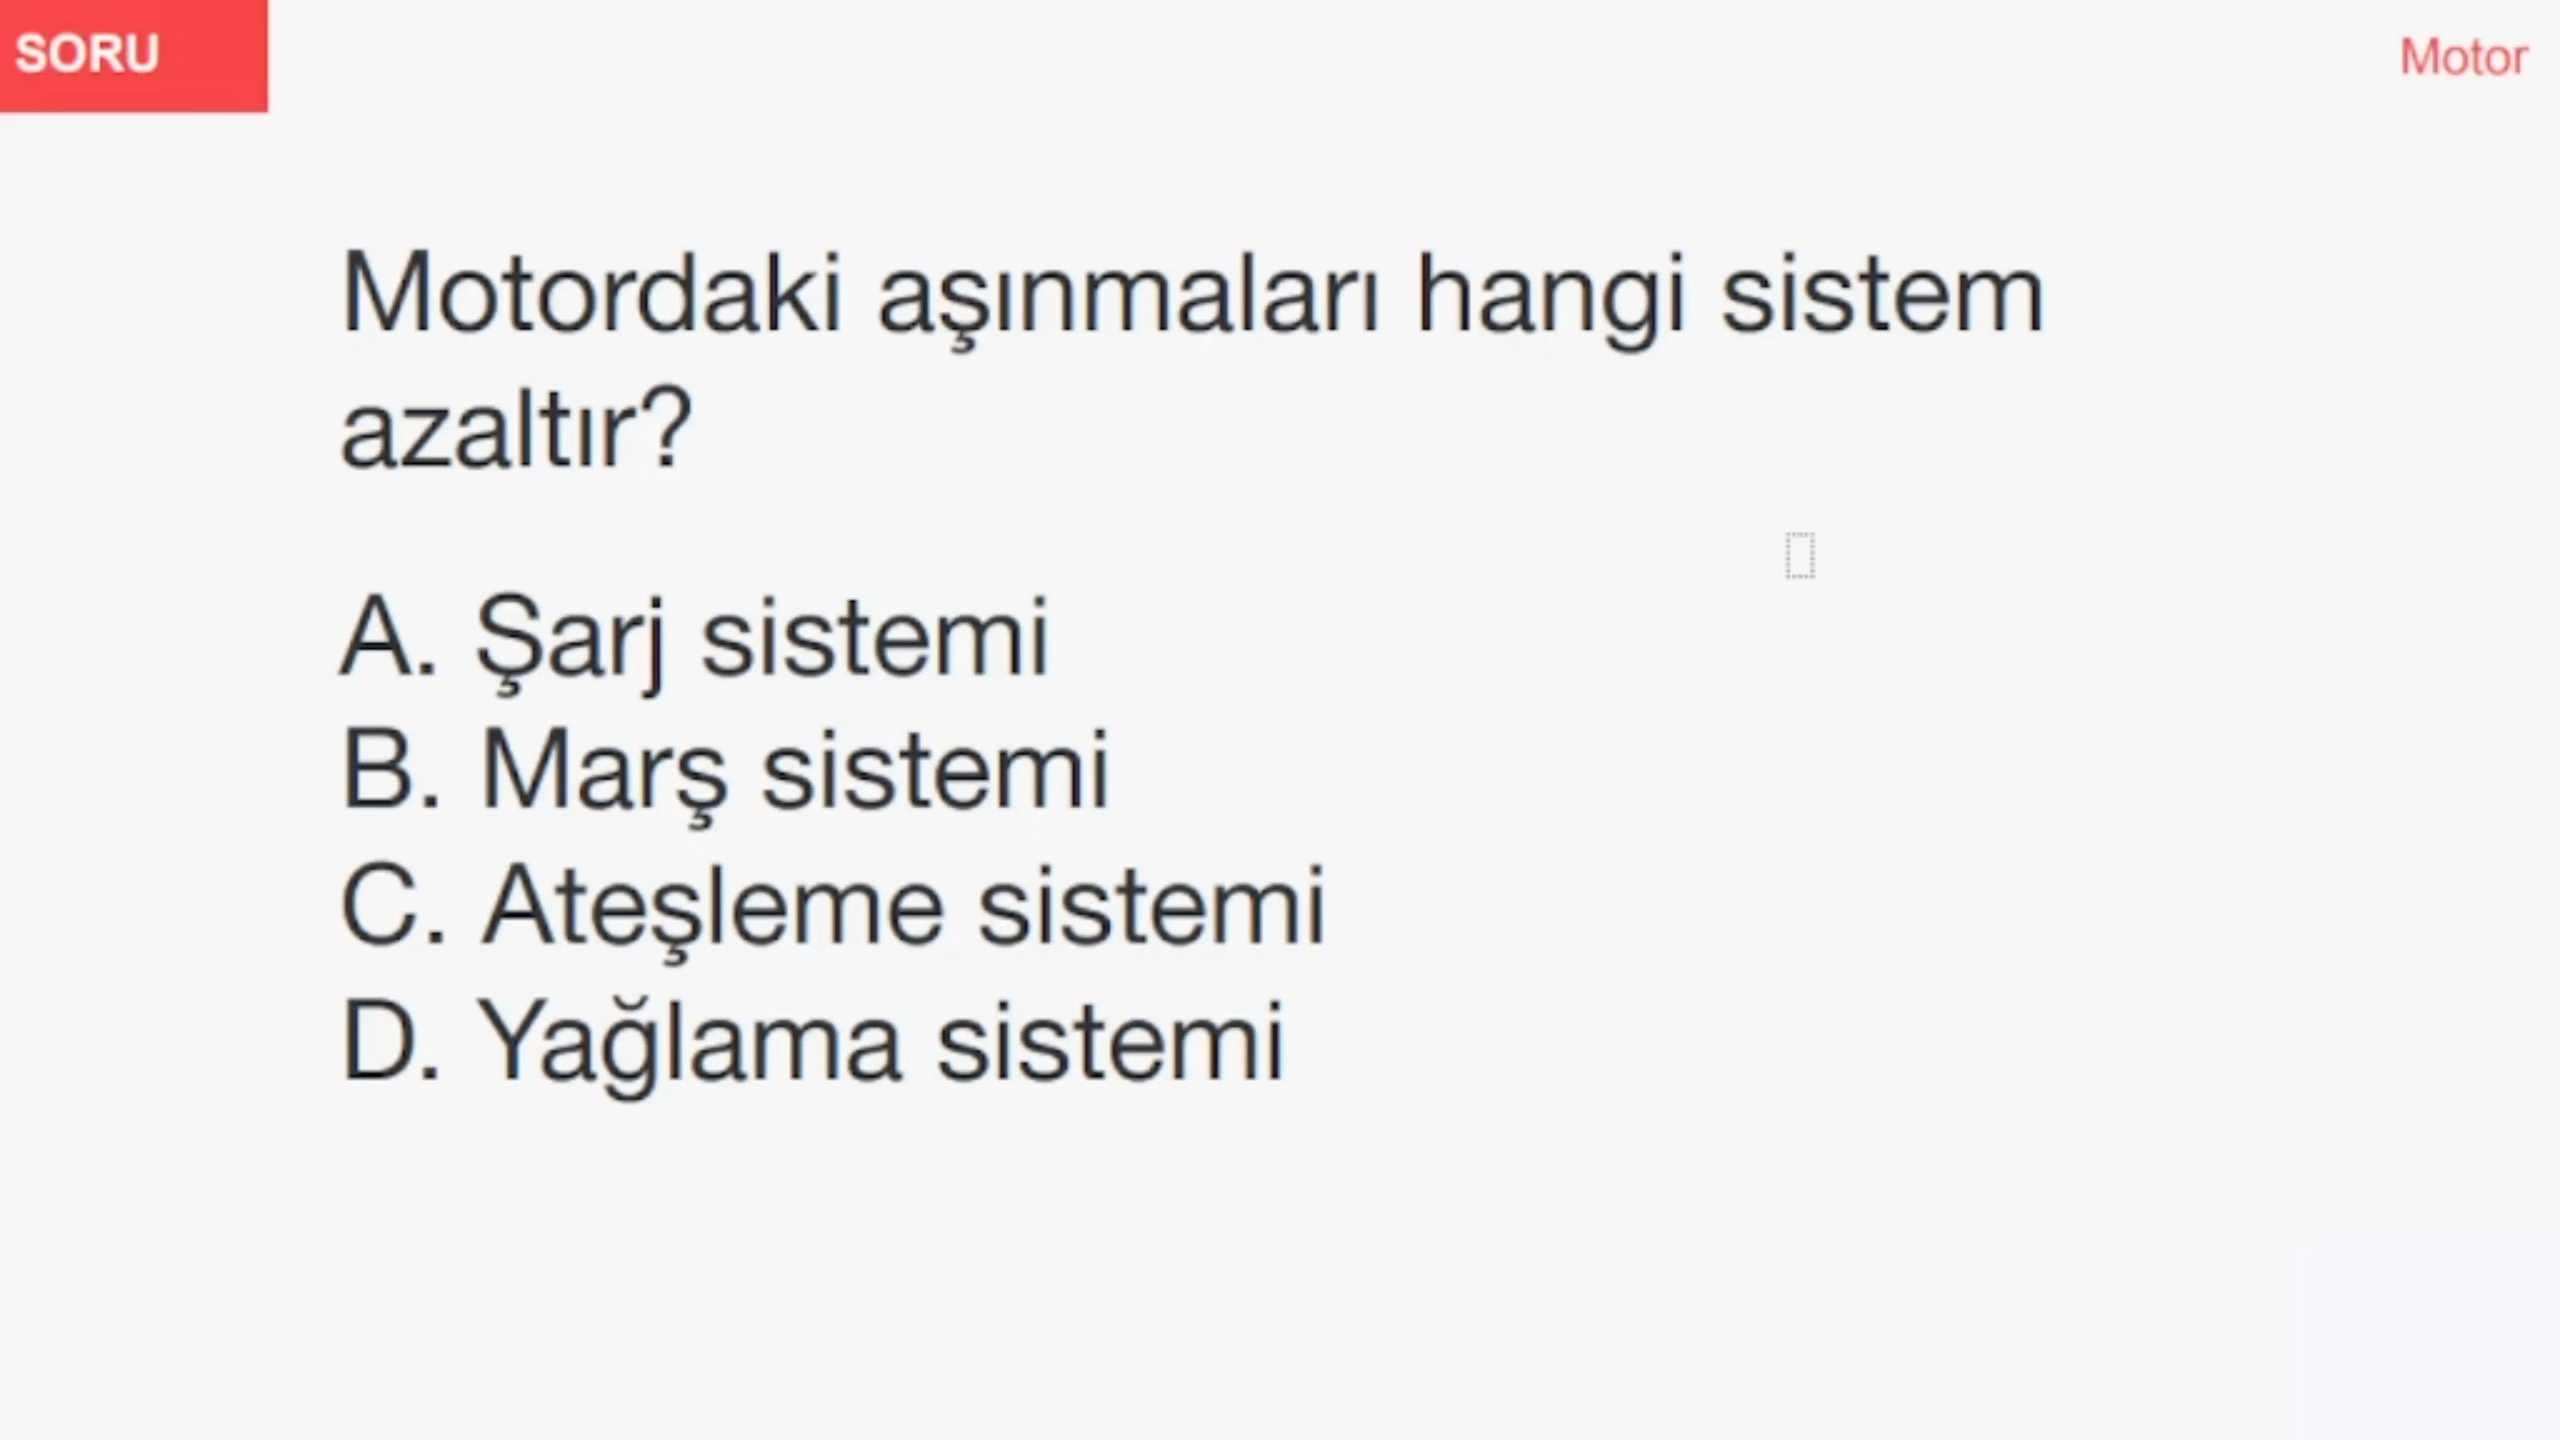 SORU
Motor
Motordaki aşınmaları hangi sistem
azaltır?
A. Şarj sistemi
B. Marş sistemi
C. Ateşleme sistemi
D. Yağlama sistemi